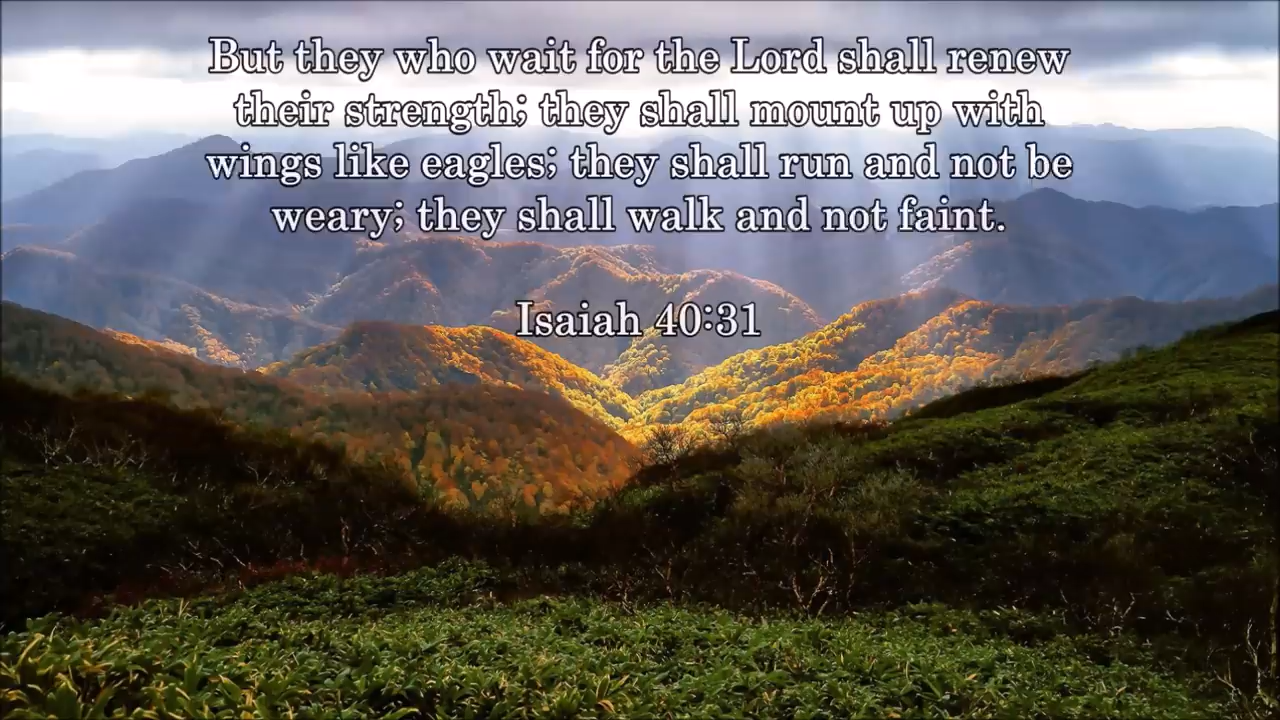 But they who wait for the Lord shall renew
their strength; they shall mount up with
wings like eagles; they shall run and not be
weary; they shall walk and not faint.
Isaiah 40:31